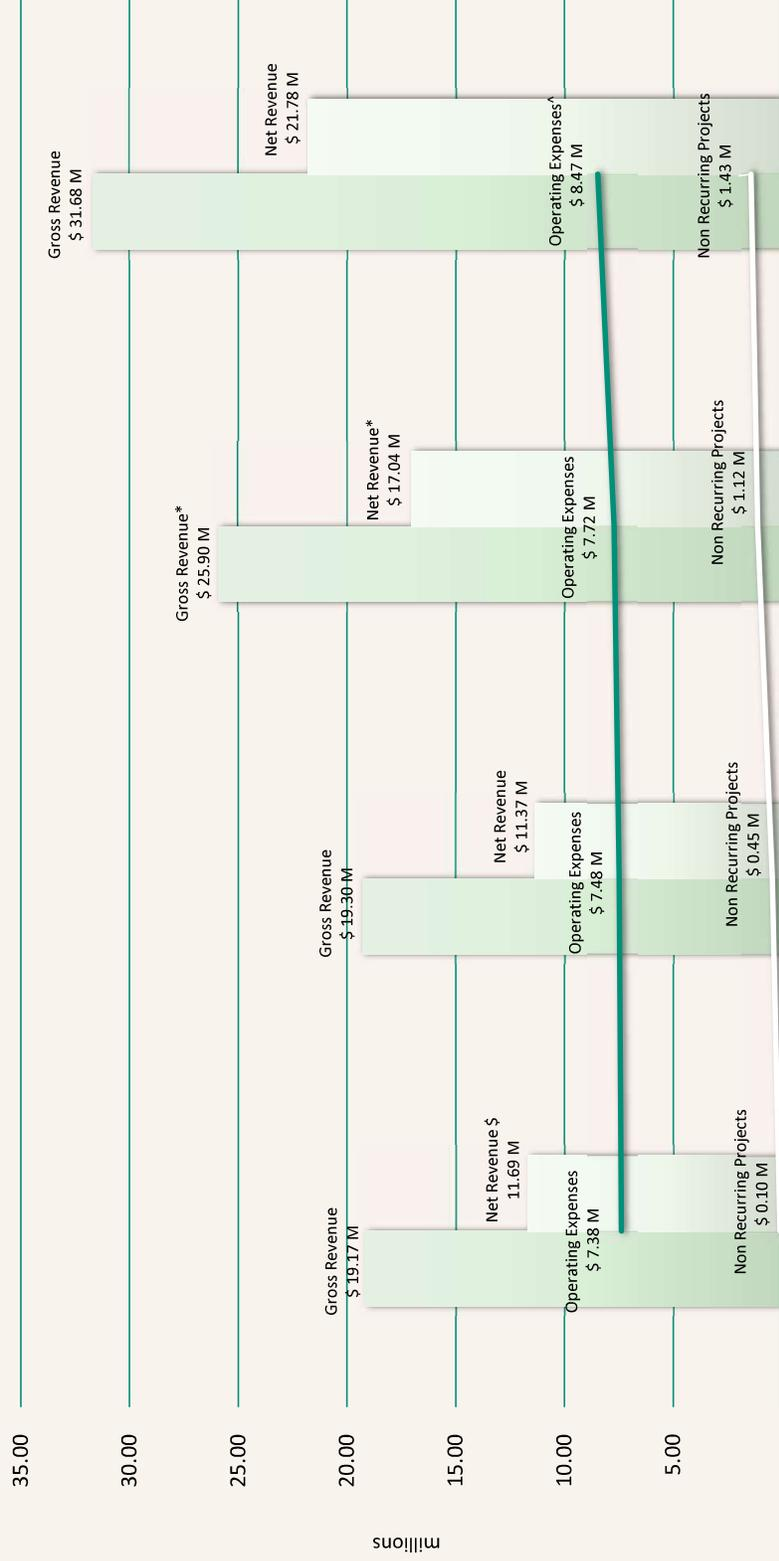 35.00
30.00
25.00
20.00
15.00
10.00
5.00
millions
Gross Revenue
$ 19.17 M
Net Revenue $
11.69 M
Operating Expenses
$ 7.38 M
Non Recurring Projects
$ 0.10 M
Gross Revenue
$ 19.30 M
Net Revenue
$ 11.37 M
Operating Expenses
$ 7.48 M
Non Recurring Projects
$ 0.45 M
Gross Revenue*
$ 25.90 M
Net Revenue*
$ 17.04 M
Operating Expenses
$ 7.72 M
Non Recurring Projects
$ 1.12 M
Gross Revenue
$ 31.68 M
Net Revenue
$ 21.78 M
Operating Expenses^
$ 8.47 M
Non Recurring Projects
$ 1.43 M